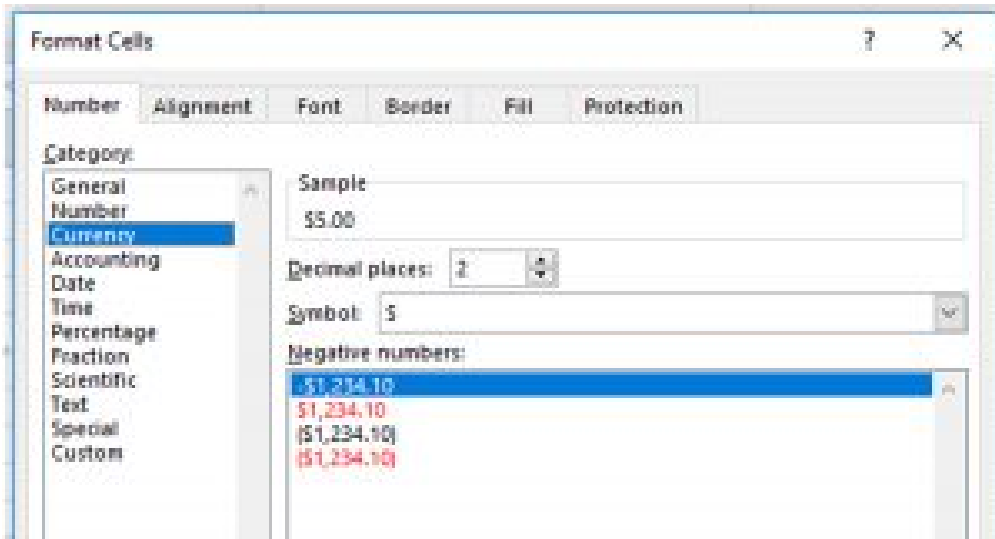 Format Cells ? X
Number Alignment Font Border Fill Protection
Category:
General
Number
Currency
Accounting
Date
Time
Percentage
Fraction
Scientific
Text
Special
Custom
Sample
$5.00
Decimal places: 2
Symbol: $
Negative numbers:
-$1,234.10
$1,234.10
($1,234.10)
($1,234.10)